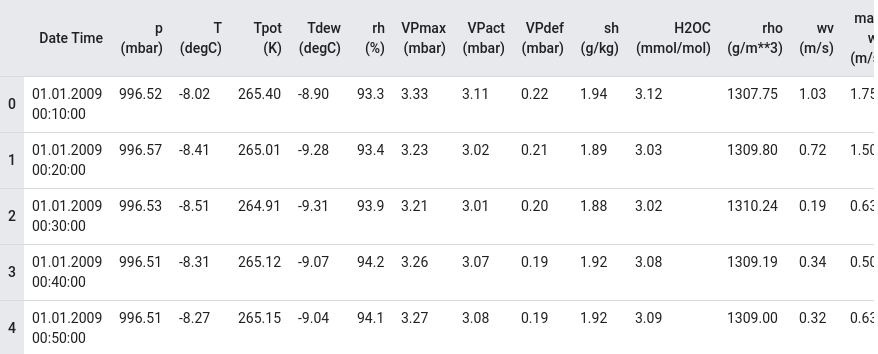 Date Time p (mbar) T (degC) Tpot (K) Tdew (degC) rh (%) VPmax (mbar) VPact (mbar) VPdef (mbar) sh (g/kg) H2OC (mmol/mol) rho (g/m**3) wv (m/s)
0 01.01.2009 00:10:00 996.52 -8.02 265.40 -8.90 93.3 3.33 3.11 0.22 1.94 3.12 1307.75 1.03 1.75
1 01.01.2009 00:20:00 996.57 -8.41 265.01 -9.28 93.4 3.23 3.02 0.21 1.89 3.03 1309.80 0.72 1.50
2 01.01.2009 00:30:00 996.53 -8.51 264.91 -9.31 93.9 3.21 3.01 0.20 1.88 3.02 1310.24 0.19 0.63
3 01.01.2009 00:40:00 996.51 -8.31 265.12 -9.07 94.2 3.26 3.07 0.19 1.92 3.08 1309.19 0.34 0.50
4 01.01.2009 00:50:00 996.51 -8.27 265.15 -9.04 94.1 3.27 3.08 0.19 1.92 3.09 1309.00 0.32 0.63